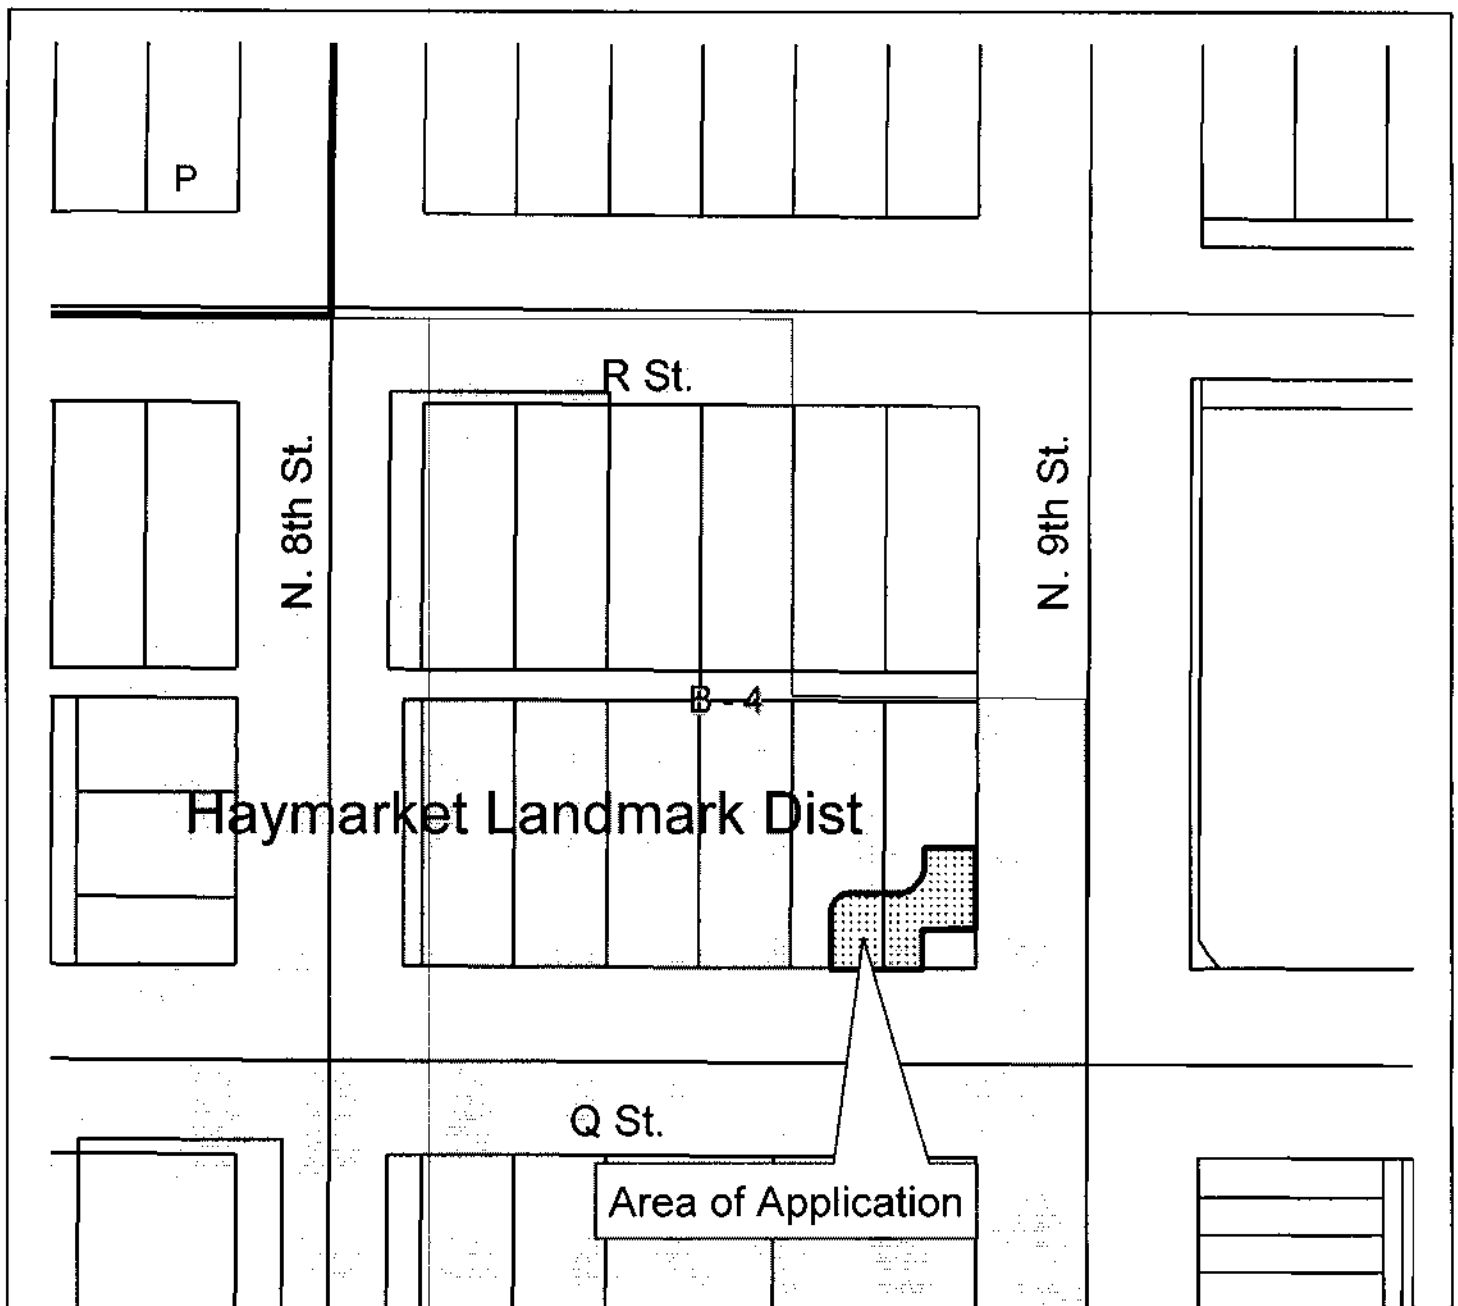 P
R St.
N. 8th St.
N. 9th St.
B - 4
Haymarket Landmark Dist
Q St.
Area of Application